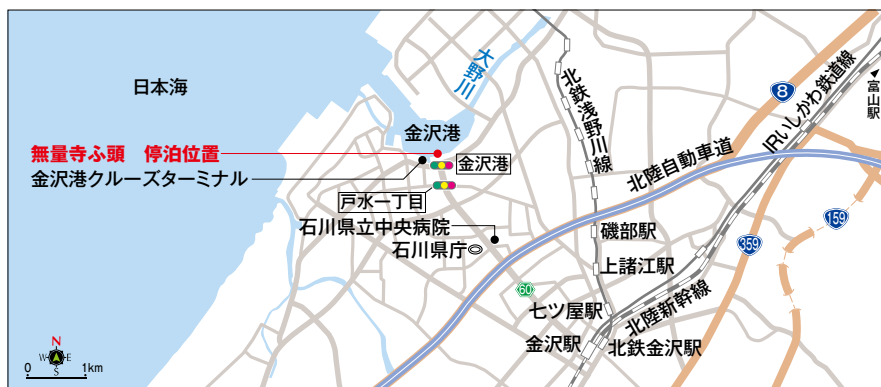 日本海
大野川
北鉄浅野川線
8
IRいしかわ鉄道線
富山駅
金沢港
無量寺ふ頭 停泊位置
金沢港
金沢港クルーズターミナル
北陸自動車道
戸水一丁目
159
石川県立中央病院
磯部駅
359
石川県庁
上諸江駅
60
七ツ屋駅
北陸新幹線
金沢駅
北鉄金沢駅
N
W
E
S
0 1km